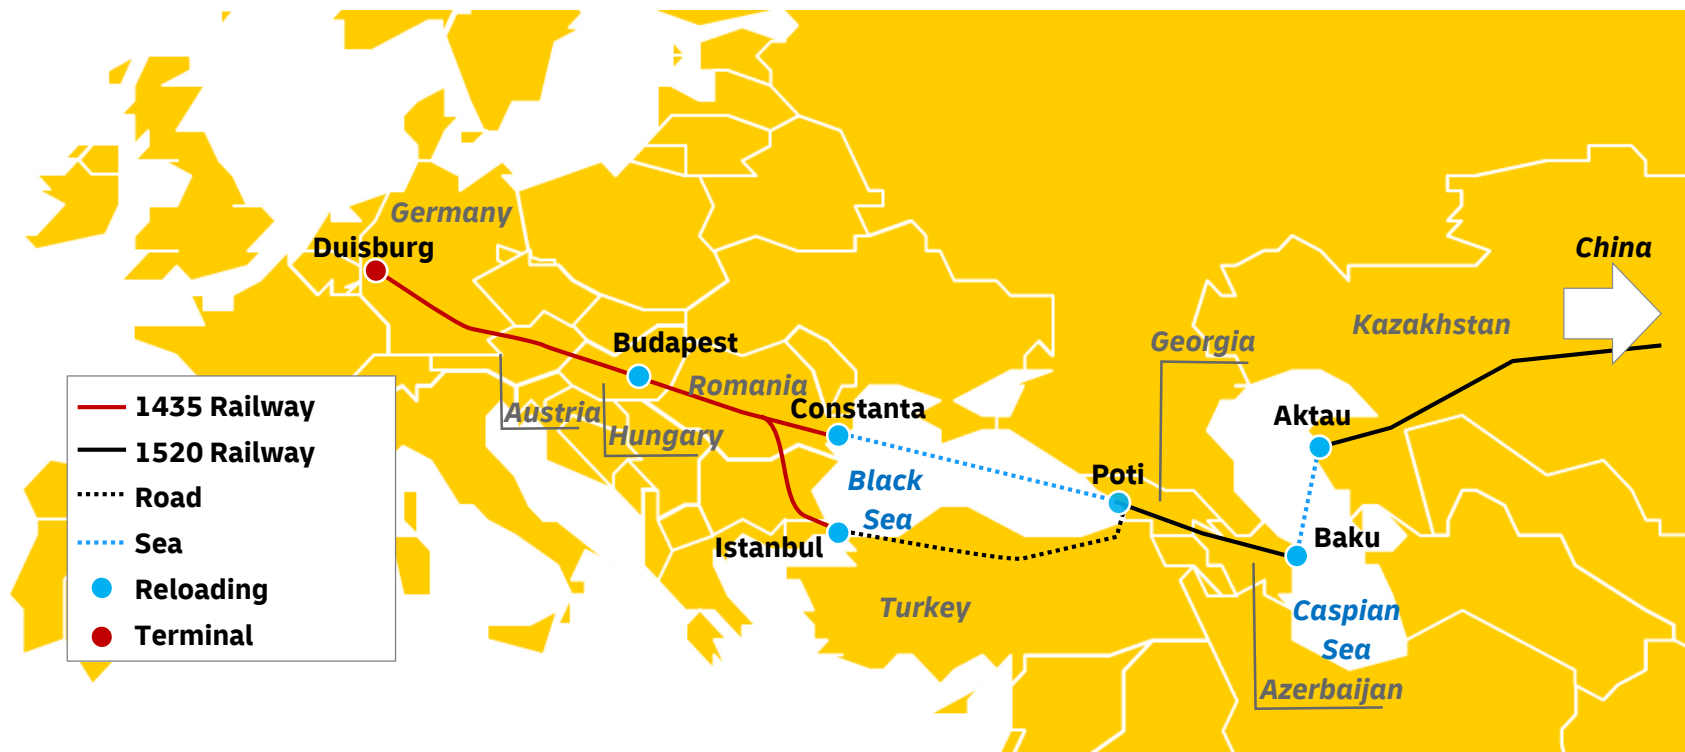 Germany
Duisburg
China
Kazakhstan
Georgia
Budapest
Romania
Constanta
Austria
Hungary
Aktau
Black
Sea
Poti
Istanbul
Baku
Turkey
Caspian
Sea
Azerbaijan
1435 Railway
1520 Railway
Road
Sea
Reloading
Terminal